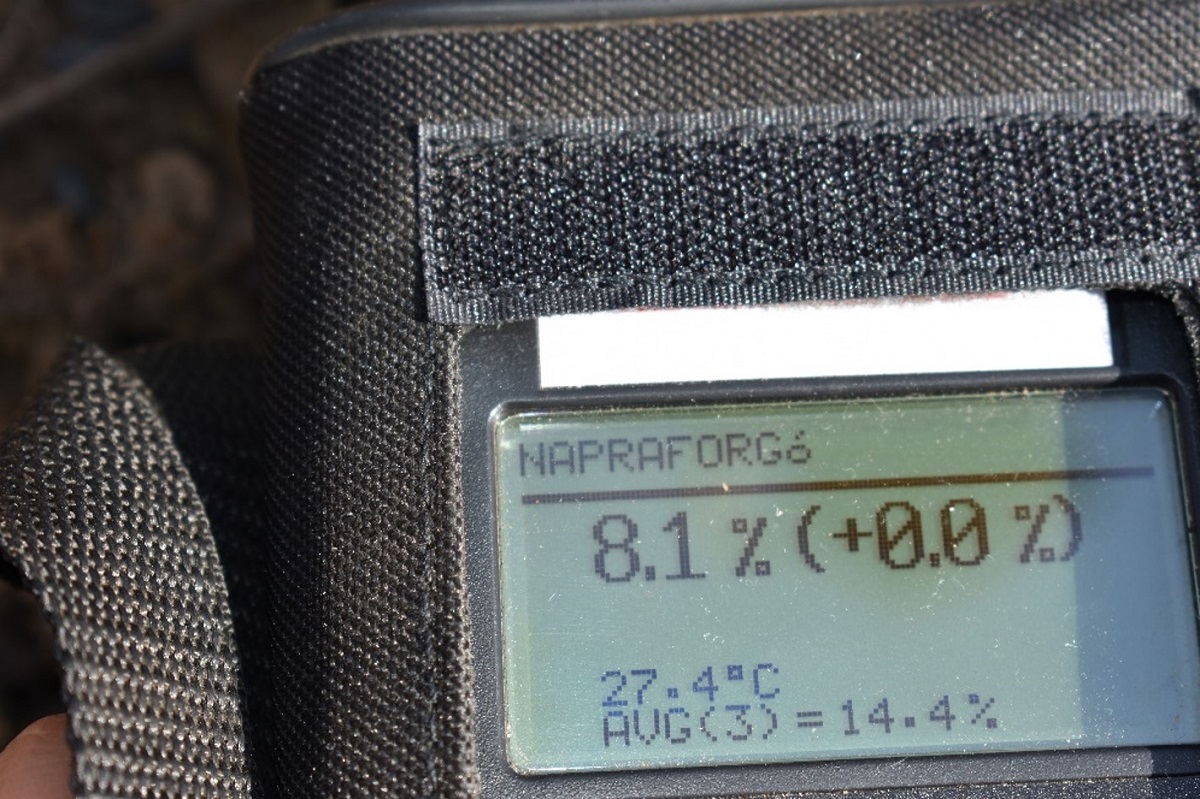 NAPRAFORGó
8.1 % (+0.0 %)
27.4°C
AVG(3) = 14.4%